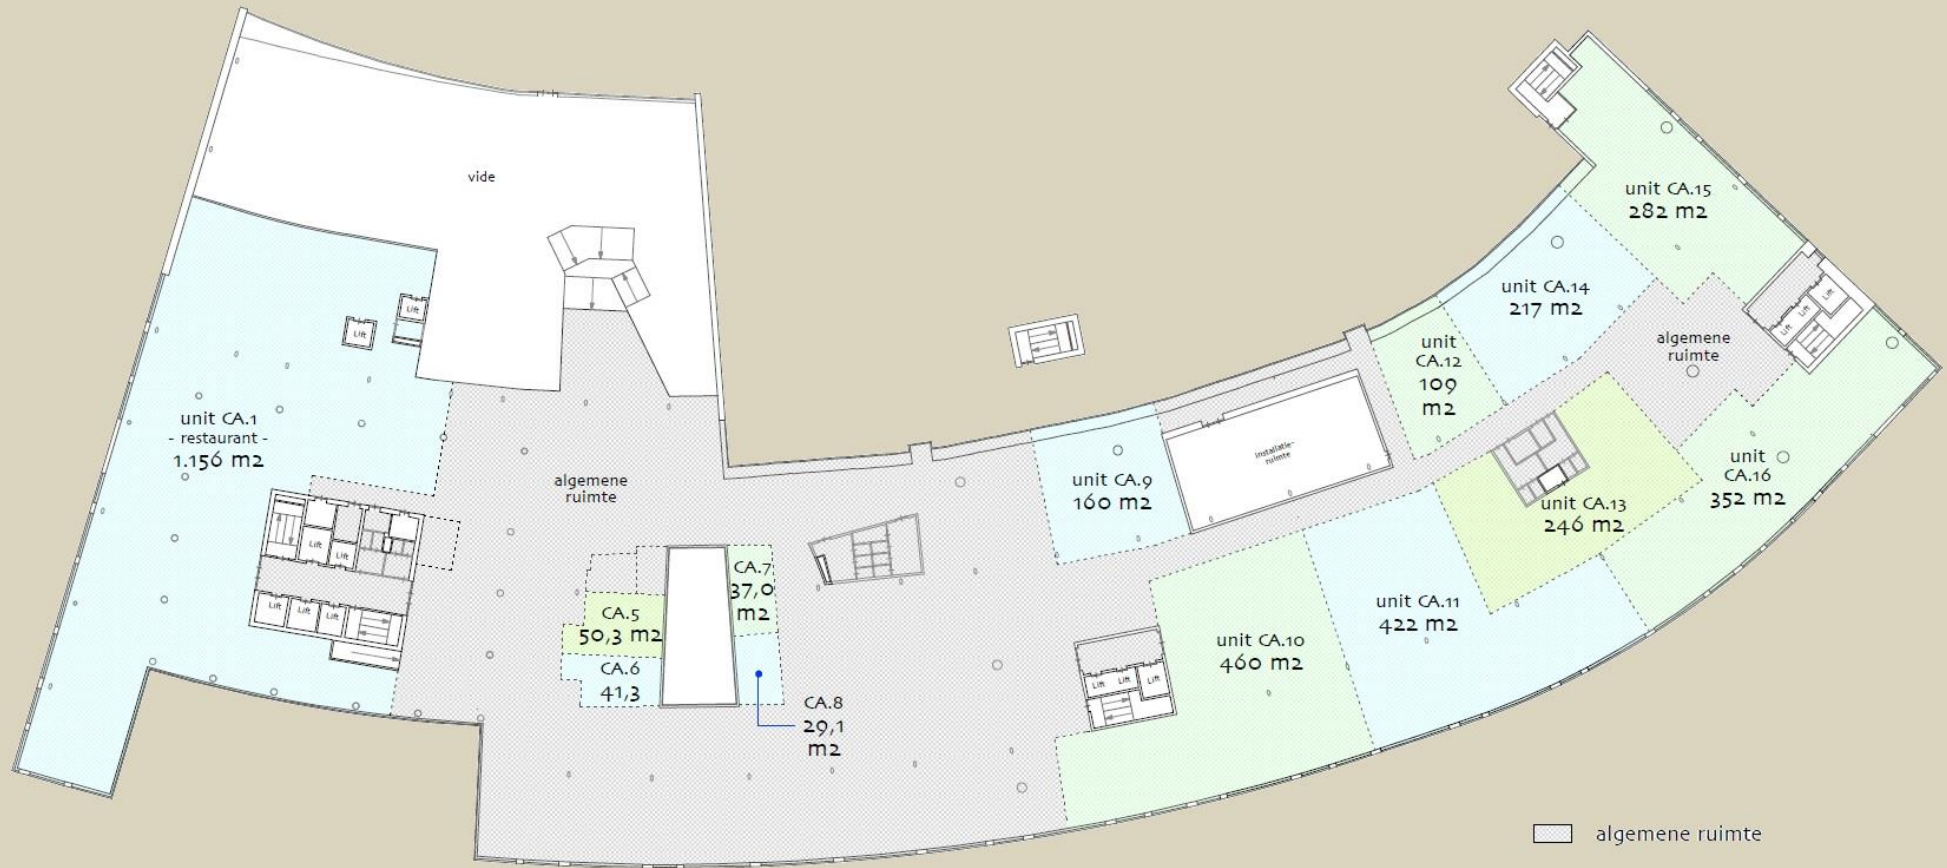 vide
unit CA.15
282 m2
unit CA.14
217 m2
Lift
Lift
Lift
Lift
Lift
algemene
ruimte
unit
CA.12
109
m2
unit CA.1
- restaurant -
1.156 m2
installatie-
ruimte
unit CA.9
160 m2
unit
CA.16
352 m2
algemene
ruimte
unit CA.13
246 m2
Lift
Lift
CA.7
37,0
m2
CA.5
50,3 m2
Lift
Lift
Lift
unit CA.11
422 m2
unit CA.10
460 m2
CA.6
41,3
Lift
Lift
Lift
CA.8
29,1
m2
algemene ruimte